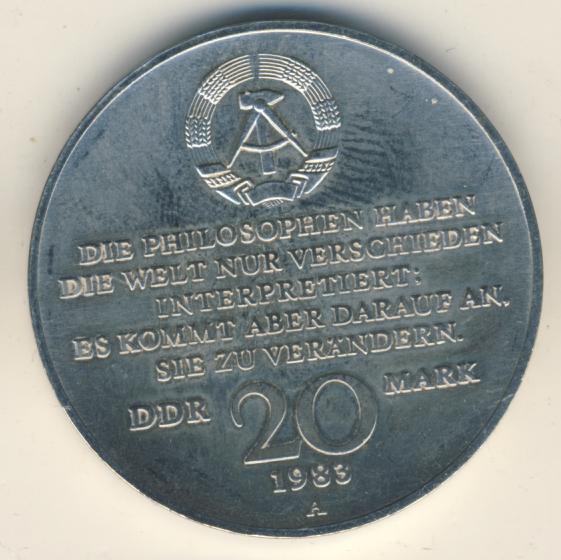 DIE PHILOSOPHEN HABEN
DIE WELT NUR VERSCHIEDEN
INTERPRETIERT;
ES KOMMT ABER DARAUF AN,
SIE ZU VERÄNDERN.
DDR 20 MARK
1983
A